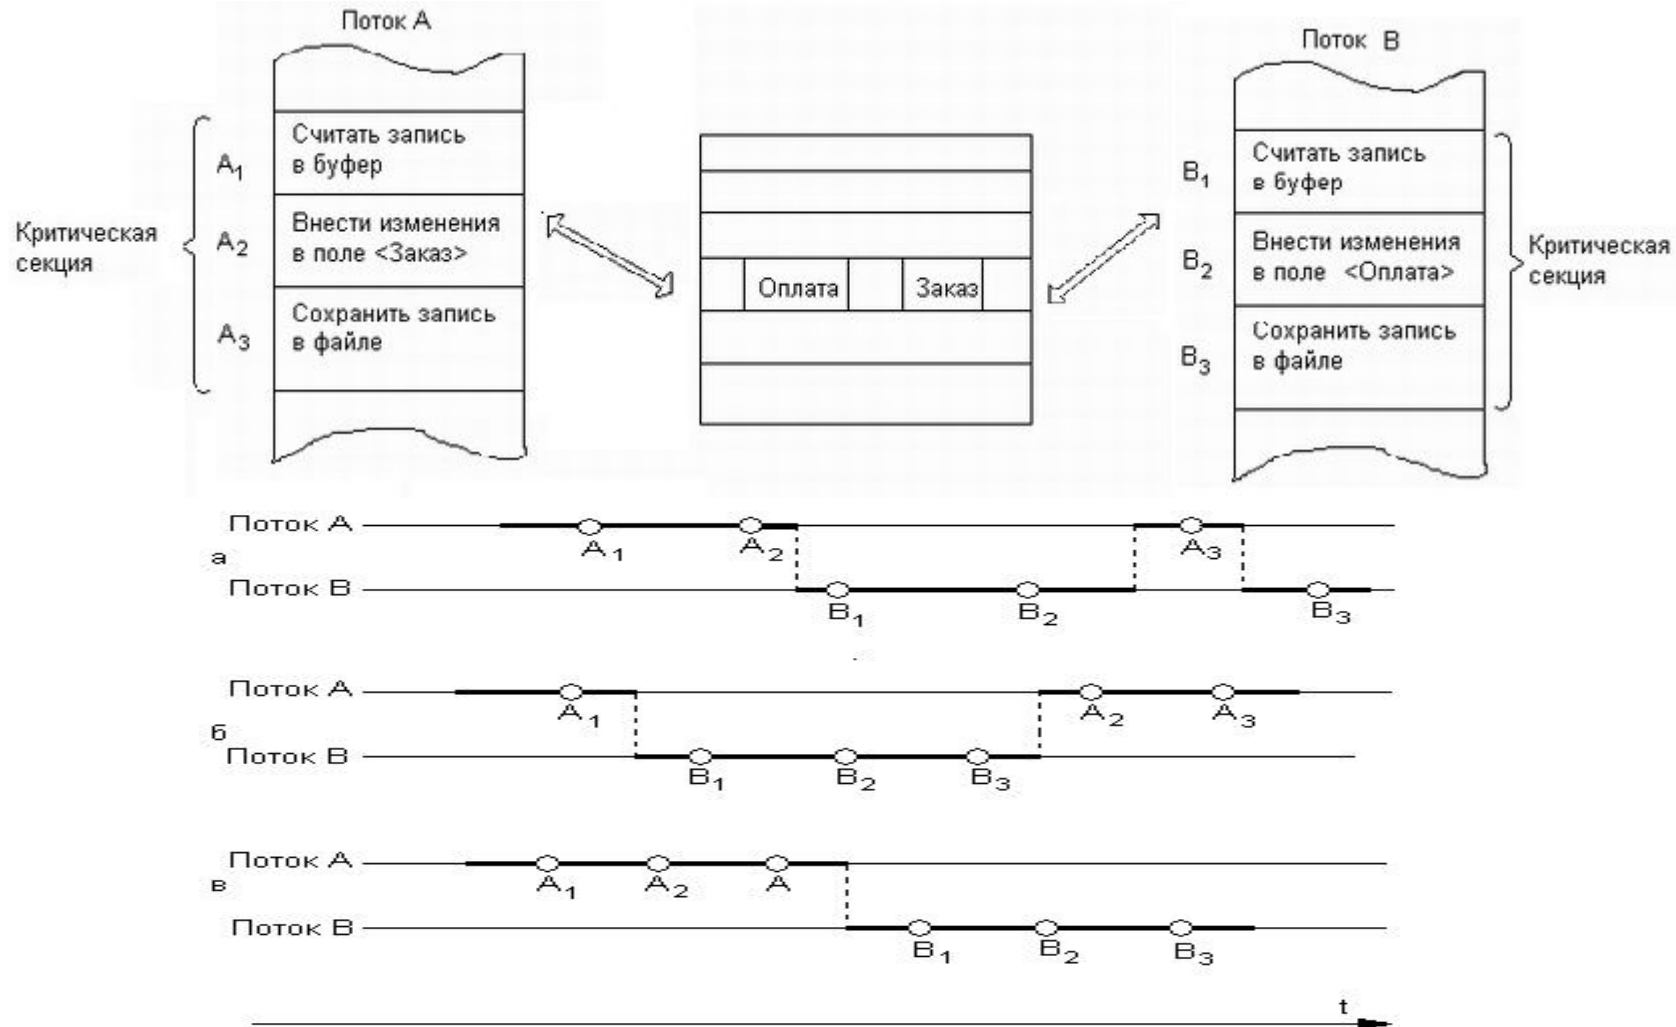 Поток А
Поток В
Считать запись
в буфер
A1
Внести изменения
в поле <Заказ>
A2
Сохранить запись
в файле
A3
Критическая
секция
Оплата
Заказ
Считать запись
в буфер
B1
Внести изменения
в поле <Оплата>
B2
Сохранить запись
в файле
B3
Критическая
секция
Поток А
A1 A2 A3
а
Поток В
B1 B2 B3
Поток А
A1 A2 A3
б
Поток В
B1 B2 B3
Поток А
A1 A2 A
в
Поток В
B1 B2 B3
t